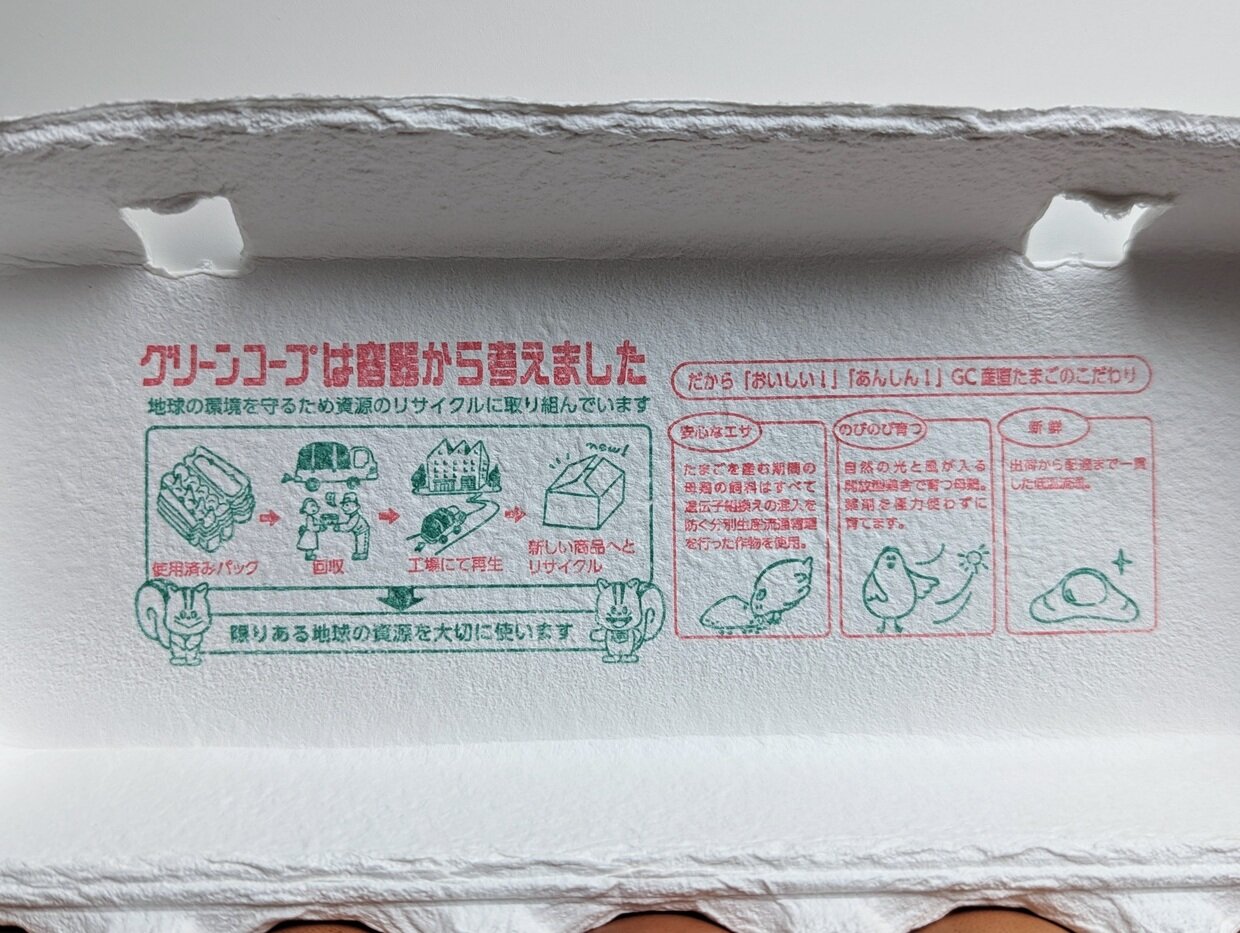 グリーンコープは容器から考えました
地球の環境を守るため資源のリサイクルに取り組んでいます
new!
使用済みパック
回収
工場にて再生
新しい商品へと
リサイクル
限りある地球の資源を大切に使います
だから「おいしい!」「あんしん!」GC産直たまごのこだわり
安心なエサ
たまごを産む期間の
母鶏の飼料はすべて
遺伝子組換えの混入を
防ぐ分別生産流通管理
を行った作物を使用。
のびのび育つ
自然の光と風が入る
開放型鶏舎で育つ母鶏。
薬剤を極力使わずに
育てます。
新鮮
出荷から配達まで一貫
した低温流通。